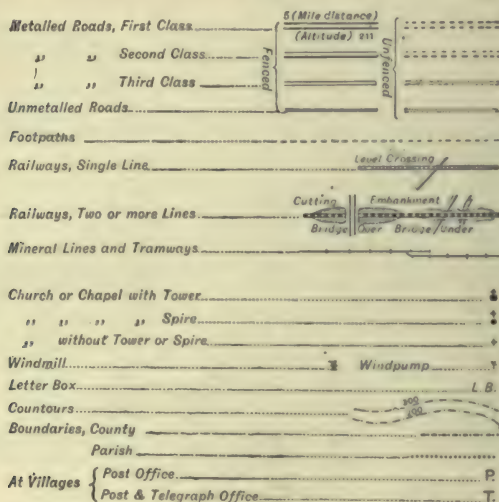 Metalled Roads, First Class 5 (Mile distance)
(Altitude) 211
„ „ Second Class
„ „ Third Class
Fenced
Unfenced
Unmetalled Roads
Footpaths
Railways, Single Line Level Crossing
Cutting Embankment
Railways, Two or more Lines
Bridge Over Bridge Under
Mineral Lines and Tramways
Church or Chapel with Tower
„ „ „ „ Spire
„ without Tower or Spire
Windmill Windpump
Letter Box L.B.
Countours
Boundaries, County
Parish
At Villages Post Office P
Post & Telegraph Office T